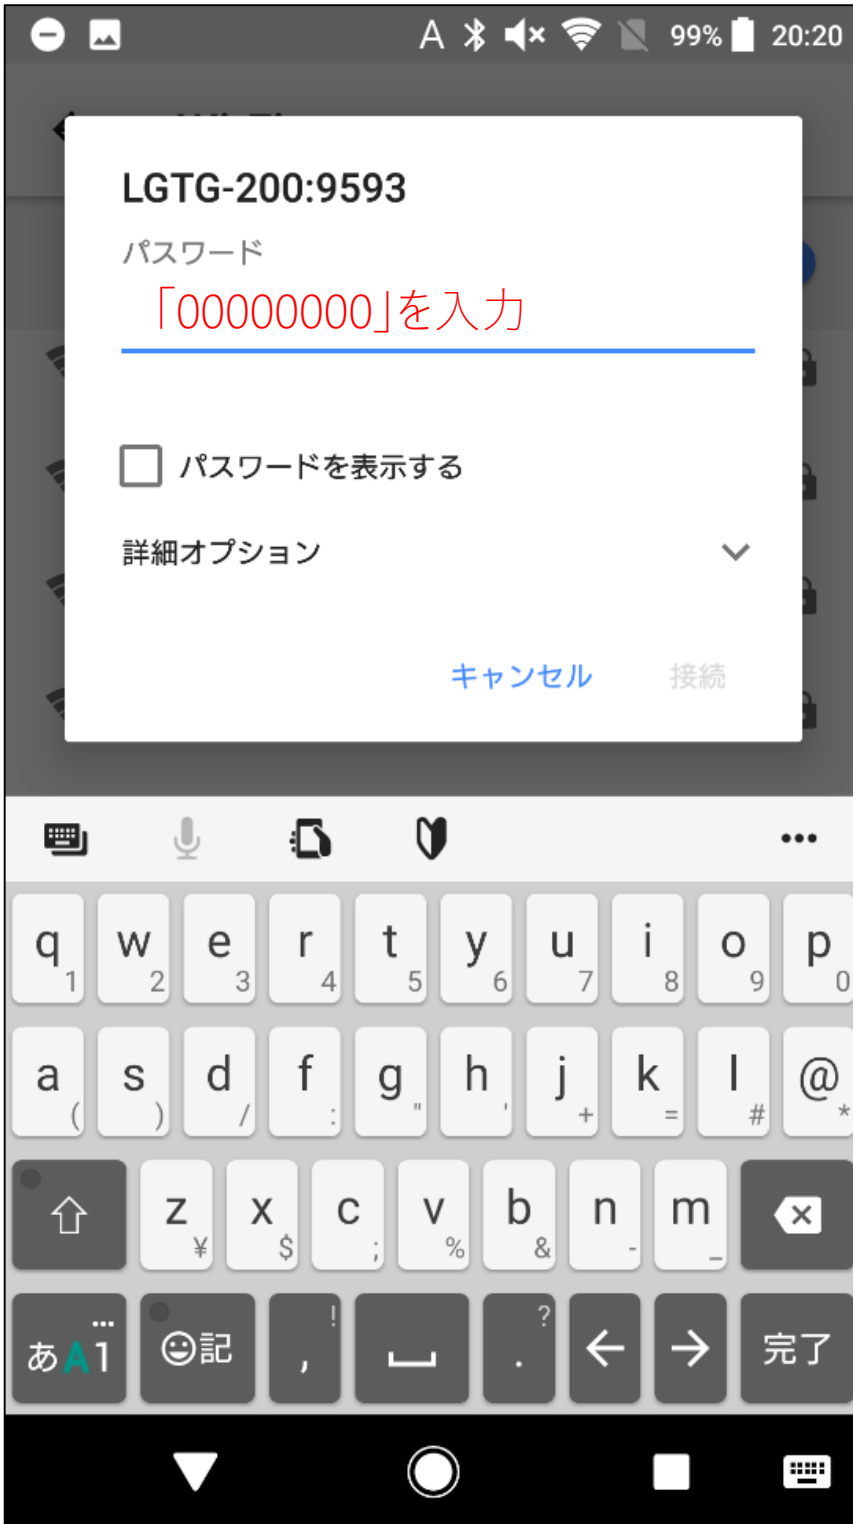 A 99% 20:20
LGTG-200:9593
パスワード
「00000000」を入力
パスワードを表示する
詳細オプション
キャンセル 接続
q 1 w 2 e 3 r 4 t 5 y 6 u 7 i 8 o 9 p 0
a ( s ) d / f : g " h ' j + k = l # @ *
z ¥ x $ c ; v % b & n - m _
あA1 記 , ! . ? ← → 完了